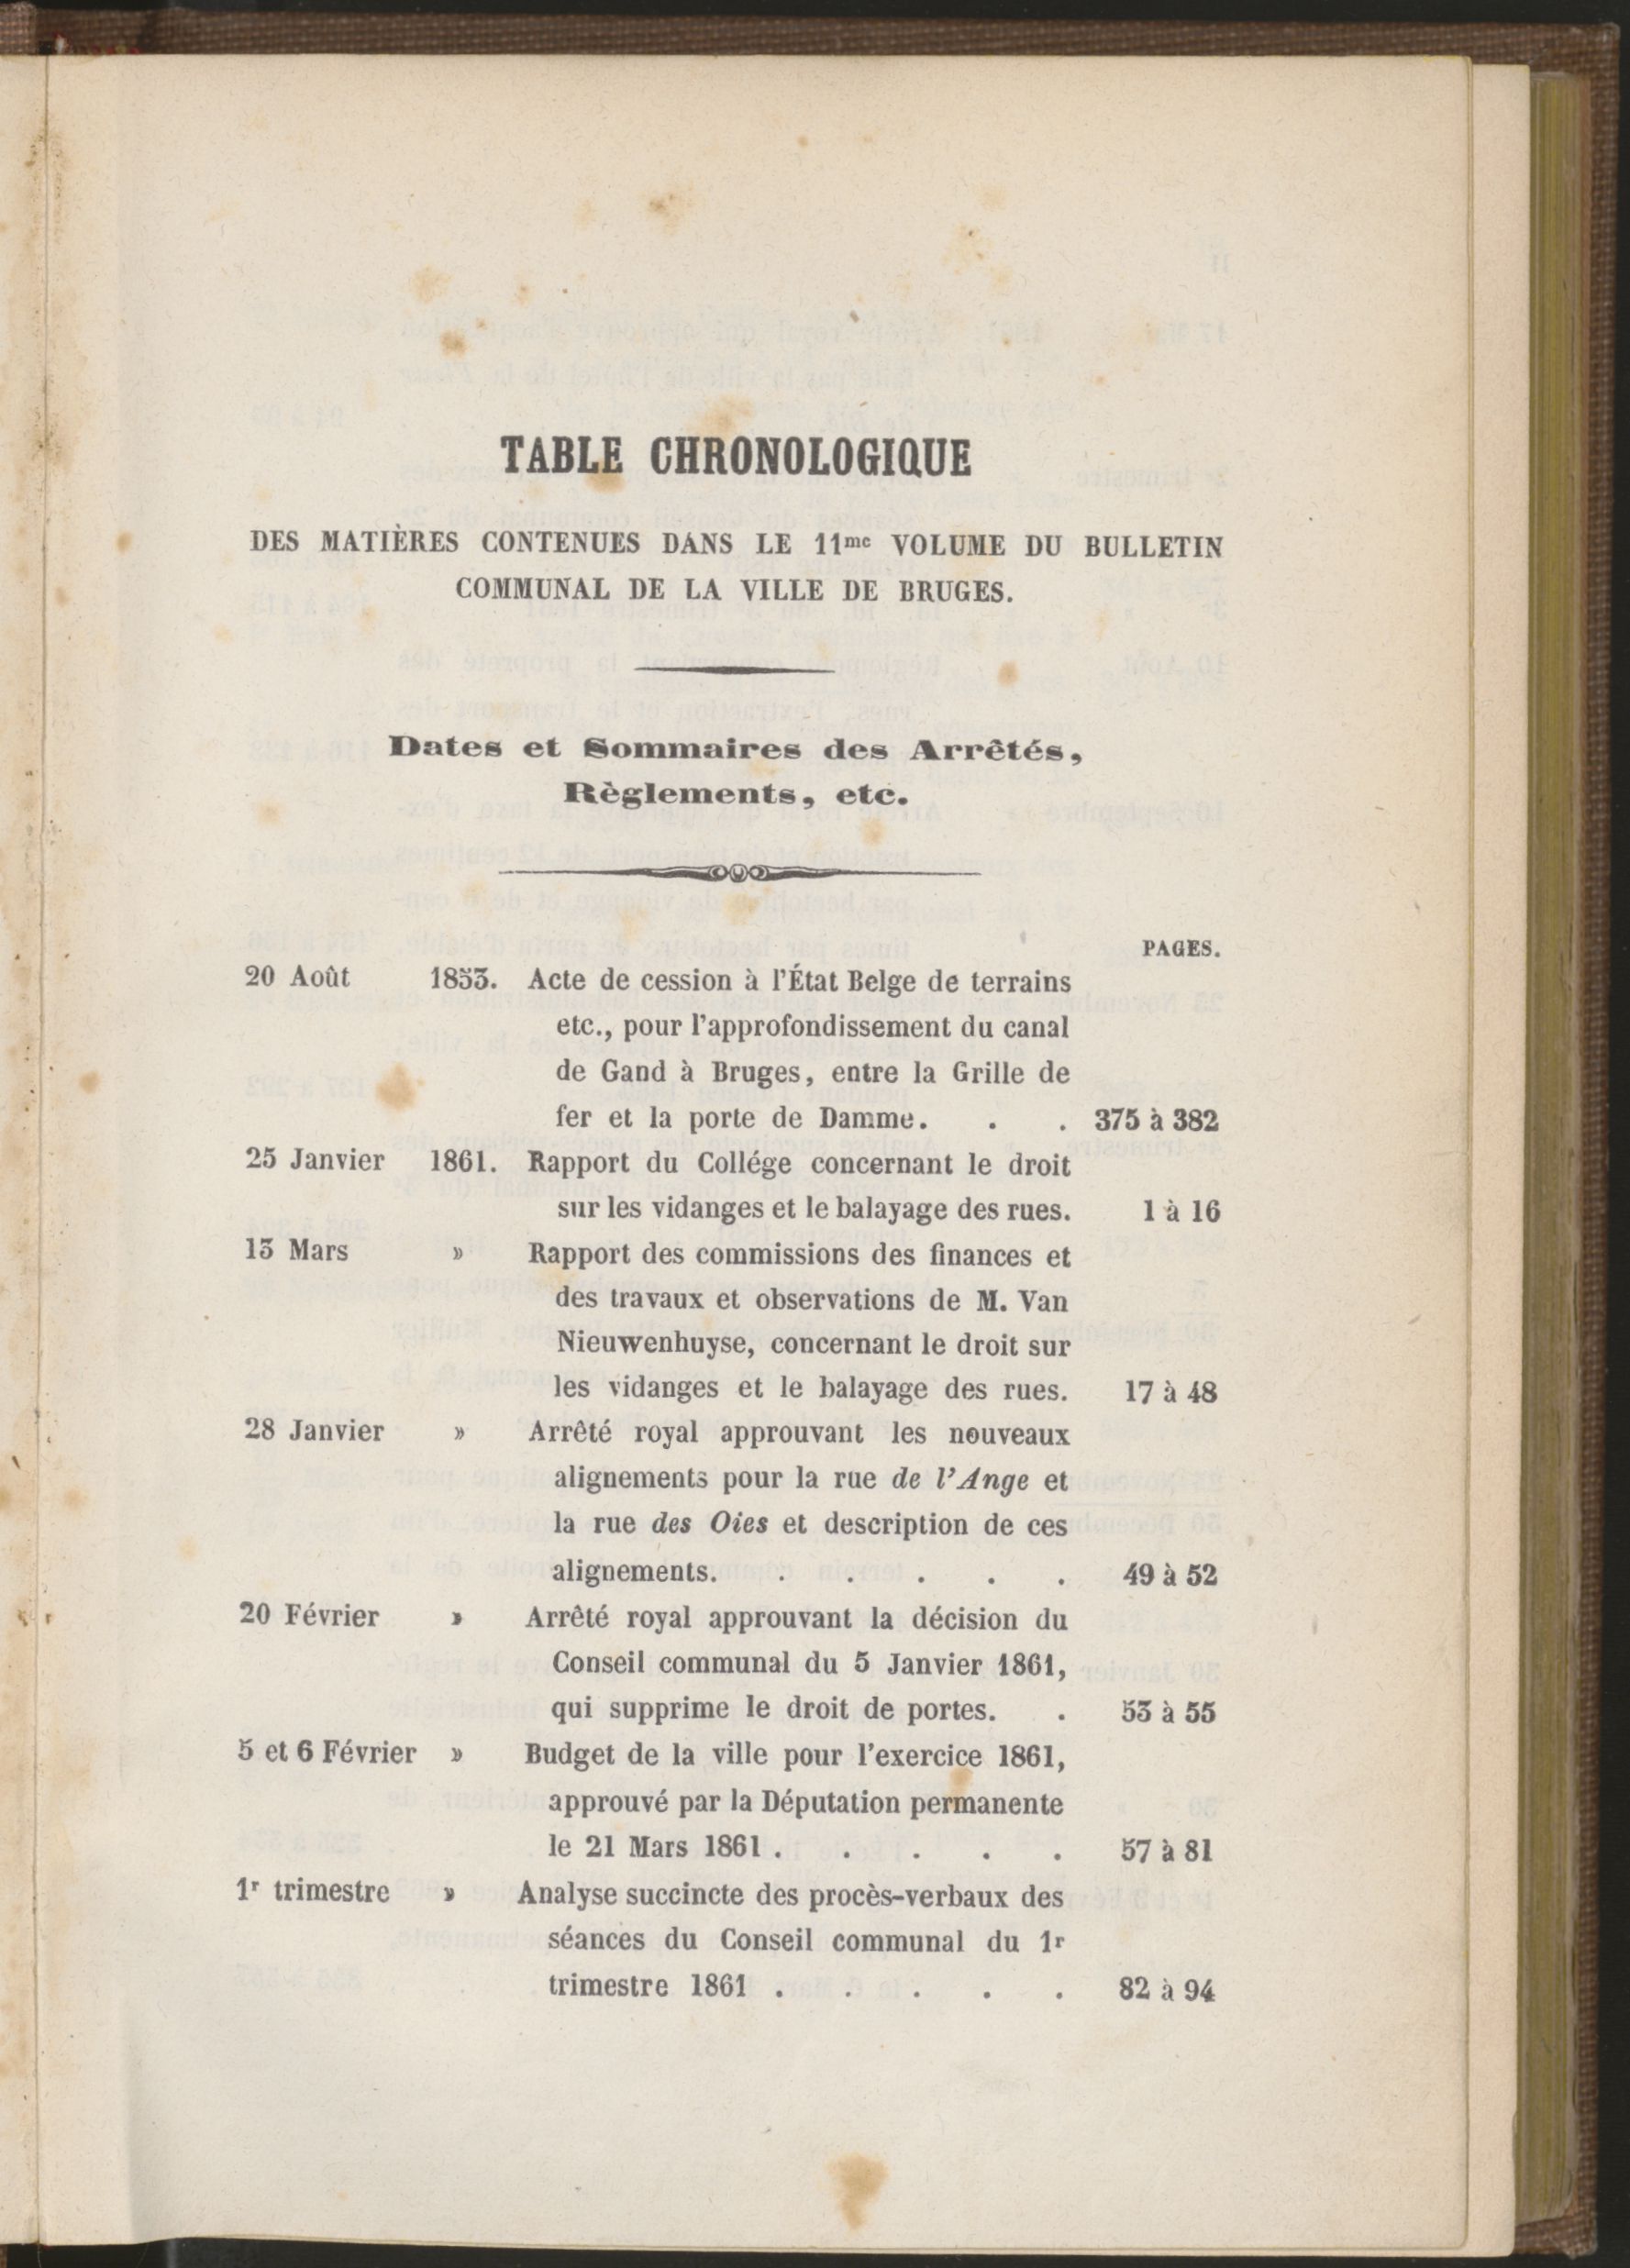 TABLE CHRONOLOGIQUE
DES MATIÈRES CONTENUES DANS LE 11me VOLUME DU BULLETIN
COMMUNAL DE LA VILLE DE BRUGES.
Dates et Sommaires des Arrêtés,
Règlements, etc.
PAGES.
20 Août 1853. Acte de cession à l'État Belge de terrains
etc., pour l'approfondissement du canal
de Gand à Bruges, entre la Grille de
fer et la porte de Damme. . . 375 à 382
25 Janvier 1861. Rapport du Collége concernant le droit
sur les vidanges et le balayage des rues. 1 à 16
13 Mars » Rapport des commissions des finances et
des travaux et observations de M. Van
Nieuwenhuyse, concernant le droit sur
les vidanges et le balayage des rues. 17 à 48
28 Janvier » Arrêté royal approuvant les nouveaux
alignements pour la rue de l'Ange et
la rue des Oies et description de ces
alignements. . . . . . 49 à 52
20 Février » Arrêté royal approuvant la décision du
Conseil communal du 5 Janvier 1861,
qui supprime le droit de portes. . 53 à 55
5 et 6 Février » Budget de la ville pour l'exercice 1861,
approuvé par la Députation permanente
le 21 Mars 1861 . . . . . 57 à 81
1r trimestre » Analyse succincte des procès-verbaux des
séances du Conseil communal du 1r
trimestre 1861 . . . . . 82 à 94